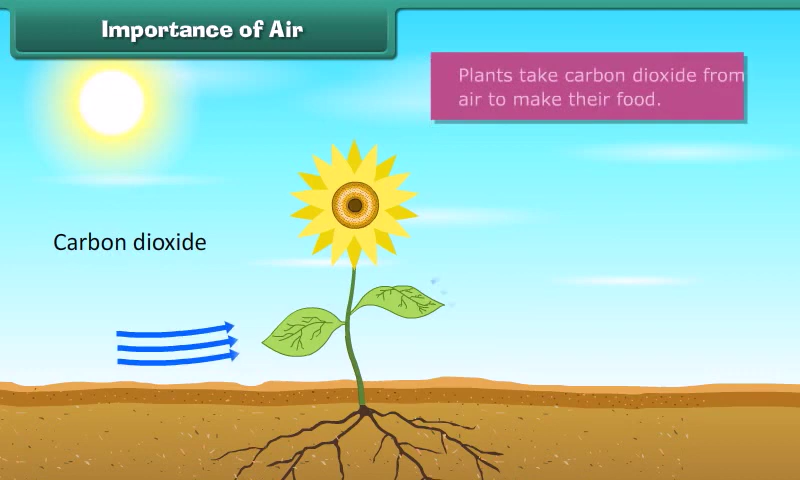 Importance of Air
Plants take carbon dioxide from
air to make their food.
Carbon dioxide